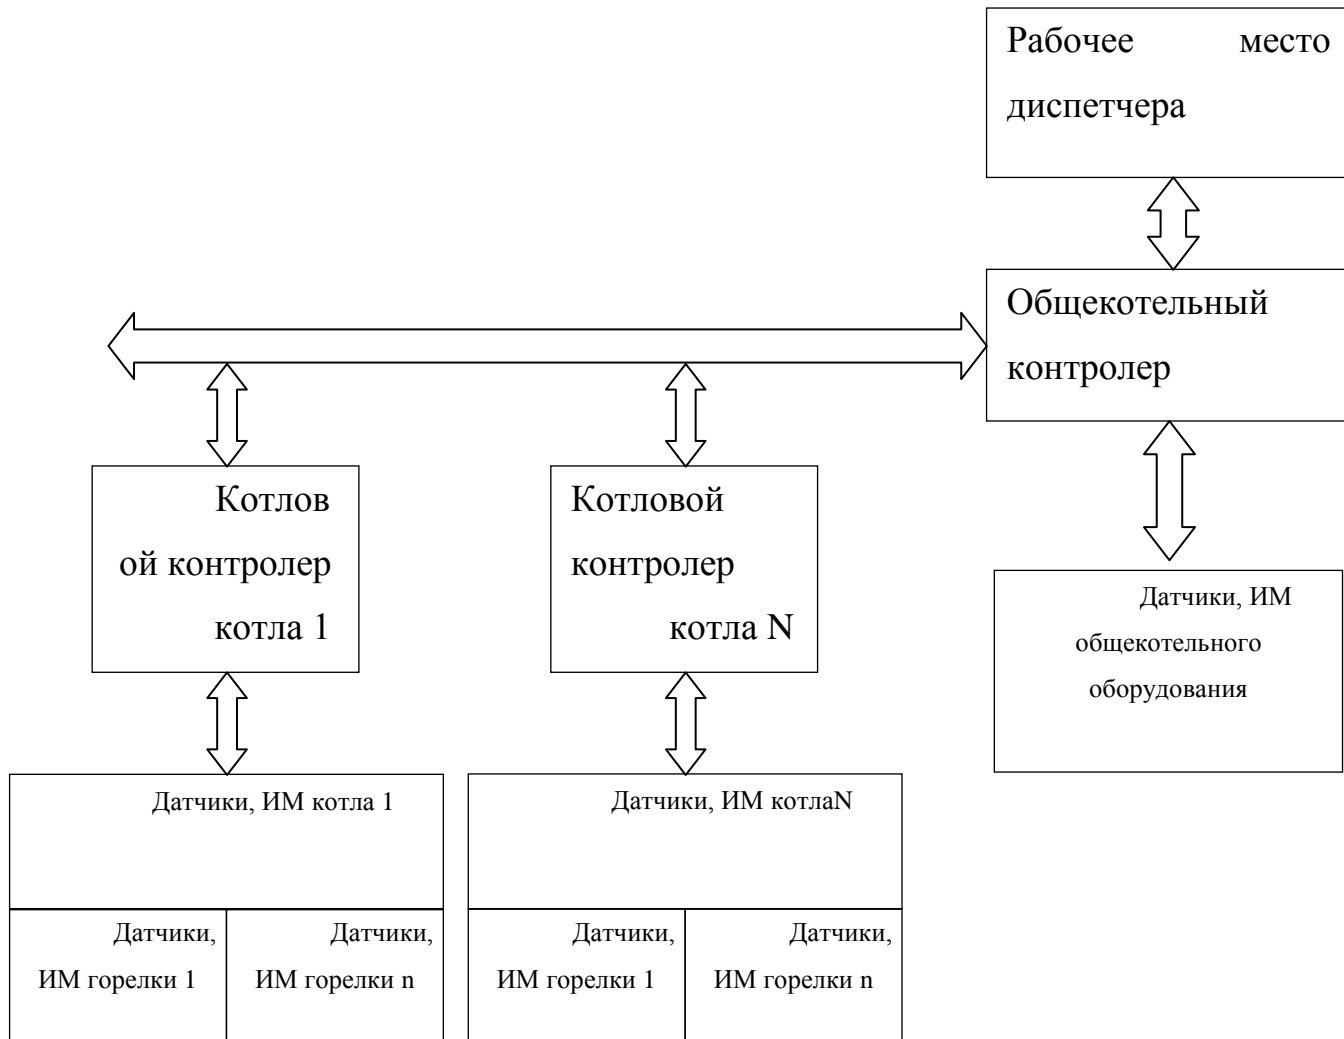 Рабочее место
диспетчера
Общекотельный
контролер
Котлов
ой контролер
котла 1
Котловой
контролер
котла N
Датчики, ИМ
общекотельного
оборудования
Датчики, ИМ котла 1
Датчики,
ИМ горелки 1
Датчики,
ИМ горелки n
Датчики, ИМ котлаN
Датчики,
ИМ горелки 1
Датчики,
ИМ горелки n